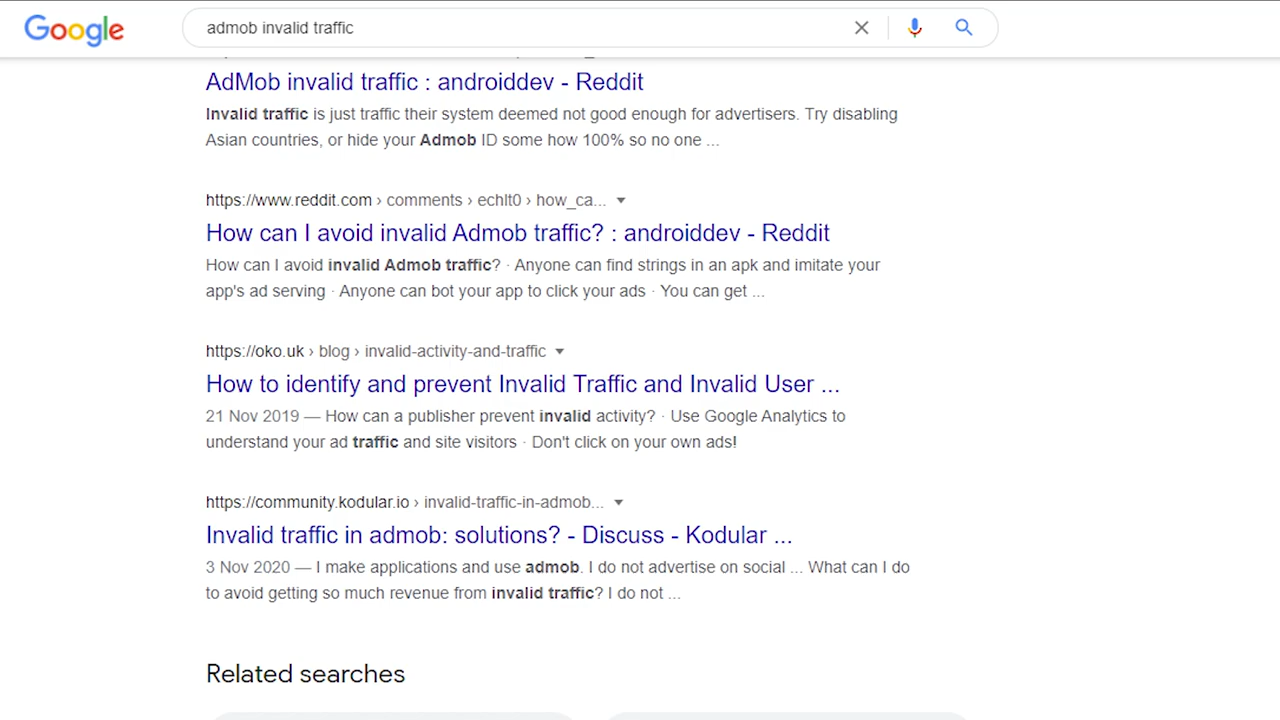 Google
admob invalid traffic
AdMob invalid traffic : androiddev - Reddit
Invalid traffic is just traffic their system deemed not good enough for advertisers. Try disabling
Asian countries, or hide your Admob ID some how 100% so no one ...
https://www.reddit.com › comments › echlt0 › how_ca...
How can I avoid invalid Admob traffic? : androiddev - Reddit
How can I avoid invalid Admob traffic? · Anyone can find strings in an apk and imitate your
app's ad serving · Anyone can bot your app to click your ads · You can get ...
https://oko.uk › blog › invalid-activity-and-traffic
How to identify and prevent Invalid Traffic and Invalid User ...
21 Nov 2019 — How can a publisher prevent invalid activity? · Use Google Analytics to
understand your ad traffic and site visitors · Don't click on your own ads!
https://community.kodular.io › invalid-traffic-in-admob...
Invalid traffic in admob: solutions? - Discuss - Kodular ...
3 Nov 2020 — I make applications and use admob. I do not advertise on social ... What can I do
to avoid getting so much revenue from invalid traffic? I do not ...
Related searches